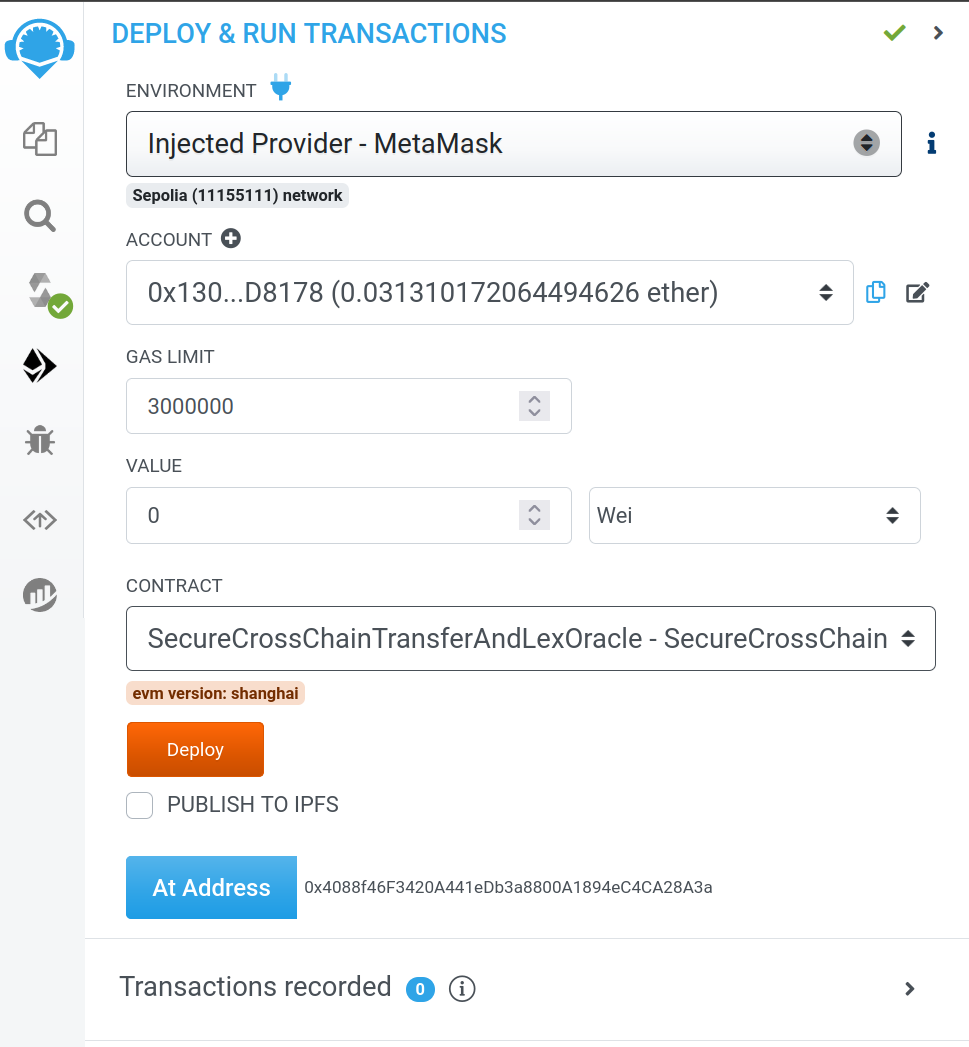 DEPLOY & RUN TRANSACTIONS
ENVIRONMENT
Injected Provider - MetaMask
Sepolia (11155111) network
ACCOUNT
0x130...D8178 (0.031310172064494626 ether)
GAS LIMIT
3000000
VALUE
0
Wei
CONTRACT
SecureCrossChainTransferAndLexOracle - SecureCrossChain
evm version: shanghai
Deploy
PUBLISH TO IPFS
At Address
0x4088f46F3420A441eDb3a8800A1894eC4CA28A3a
Transactions recorded 0